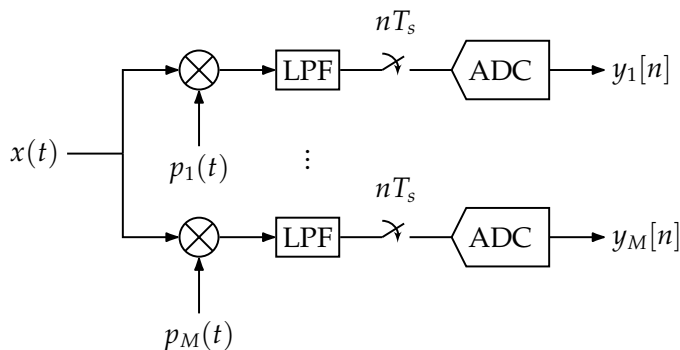 nT_s
LPF
ADC
y_1[n]
x(t)
p_1(t)
⋮
nT_s
LPF
ADC
y_M[n]
p_M(t)